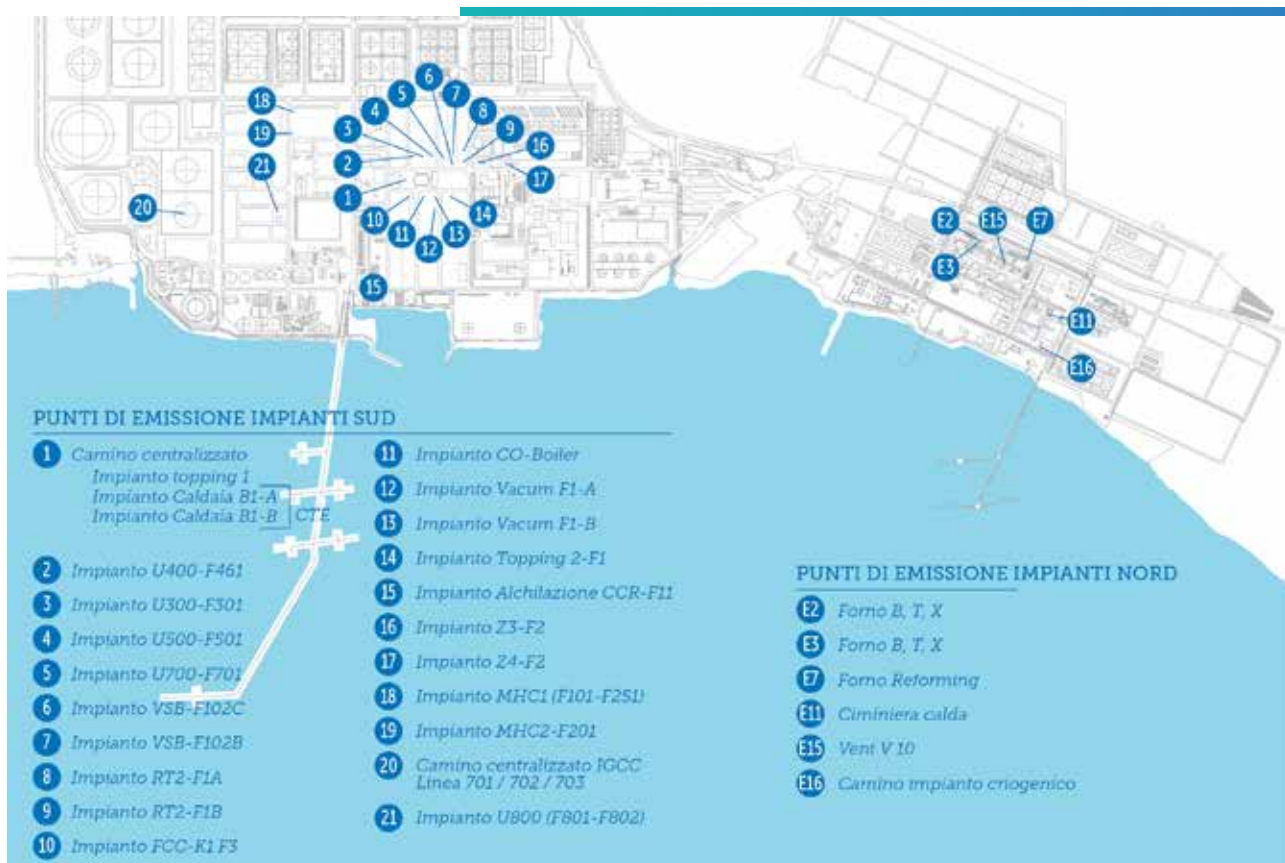 6
5
7
18
4
8
19
3
9
16
21
2
17
20
1
14
10
11
12
13
15
E2
E15
E7
E3
E11
E16
PUNTI DI EMISSIONE IMPIANTI SUD
1 Camino centralizzato
Impianto topping 1
Impianto Caldaia B1-A
Impianto Caldaia B1-B CTE
2 Impianto U400-F461
3 Impianto U300-F301
4 Impianto U500-F501
5 Impianto U700-F701
6 Impianto VSB-F102C
7 Impianto VSB-F102B
8 Impianto RT2-F1A
9 Impianto RT2-F1B
10 Impianto FCC-K1 F3
11 Impianto CO-Boiler
12 Impianto Vacum F1-A
13 Impianto Vacum F1-B
14 Impianto Topping 2-F1
15 Impianto Alchilazione CCR-F11
16 Impianto Z3-F2
17 Impianto Z4-F2
18 Impianto MHC1 (F101-F251)
19 Impianto MHC2-F201
20 Camino centralizzato IGCC
Linea 701 / 702 / 703
21 Impianto U800 (F801-F802)
PUNTI DI EMISSIONE IMPIANTI NORD
E2 Forno B, T, X
E3 Forno B, T, X
E7 Forno Reforming
E11 Ciminiera calda
E15 Vent V 10
E16 Camino impianto criogenico